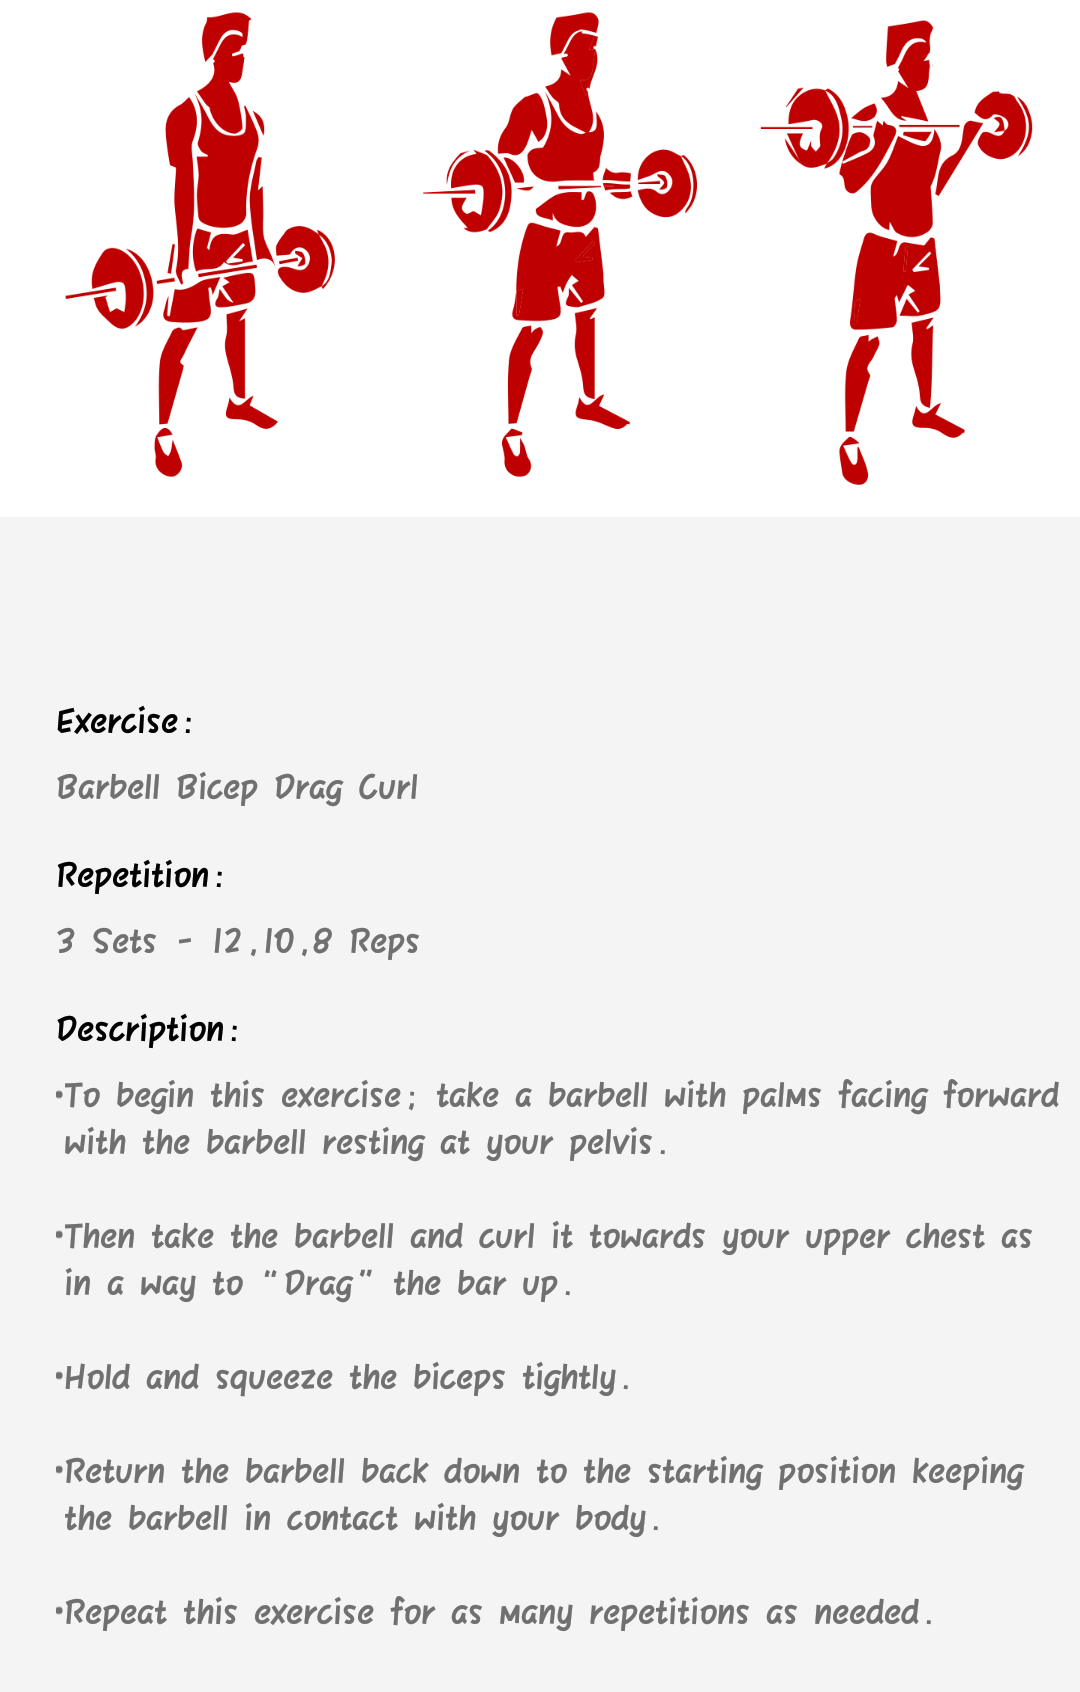 Exercise:
Barbell Bicep Drag Curl
Repetition:
3 Sets - 12,10,8 Reps
Description:
•To begin this exercise; take a barbell with palms facing forward
with the barbell resting at your pelvis.
•Then take the barbell and curl it towards your upper chest as
in a way to “Drag” the bar up.
•Hold and squeeze the biceps tightly.
•Return the barbell back down to the starting position keeping
the barbell in contact with your body.
•Repeat this exercise for as many repetitions as needed.